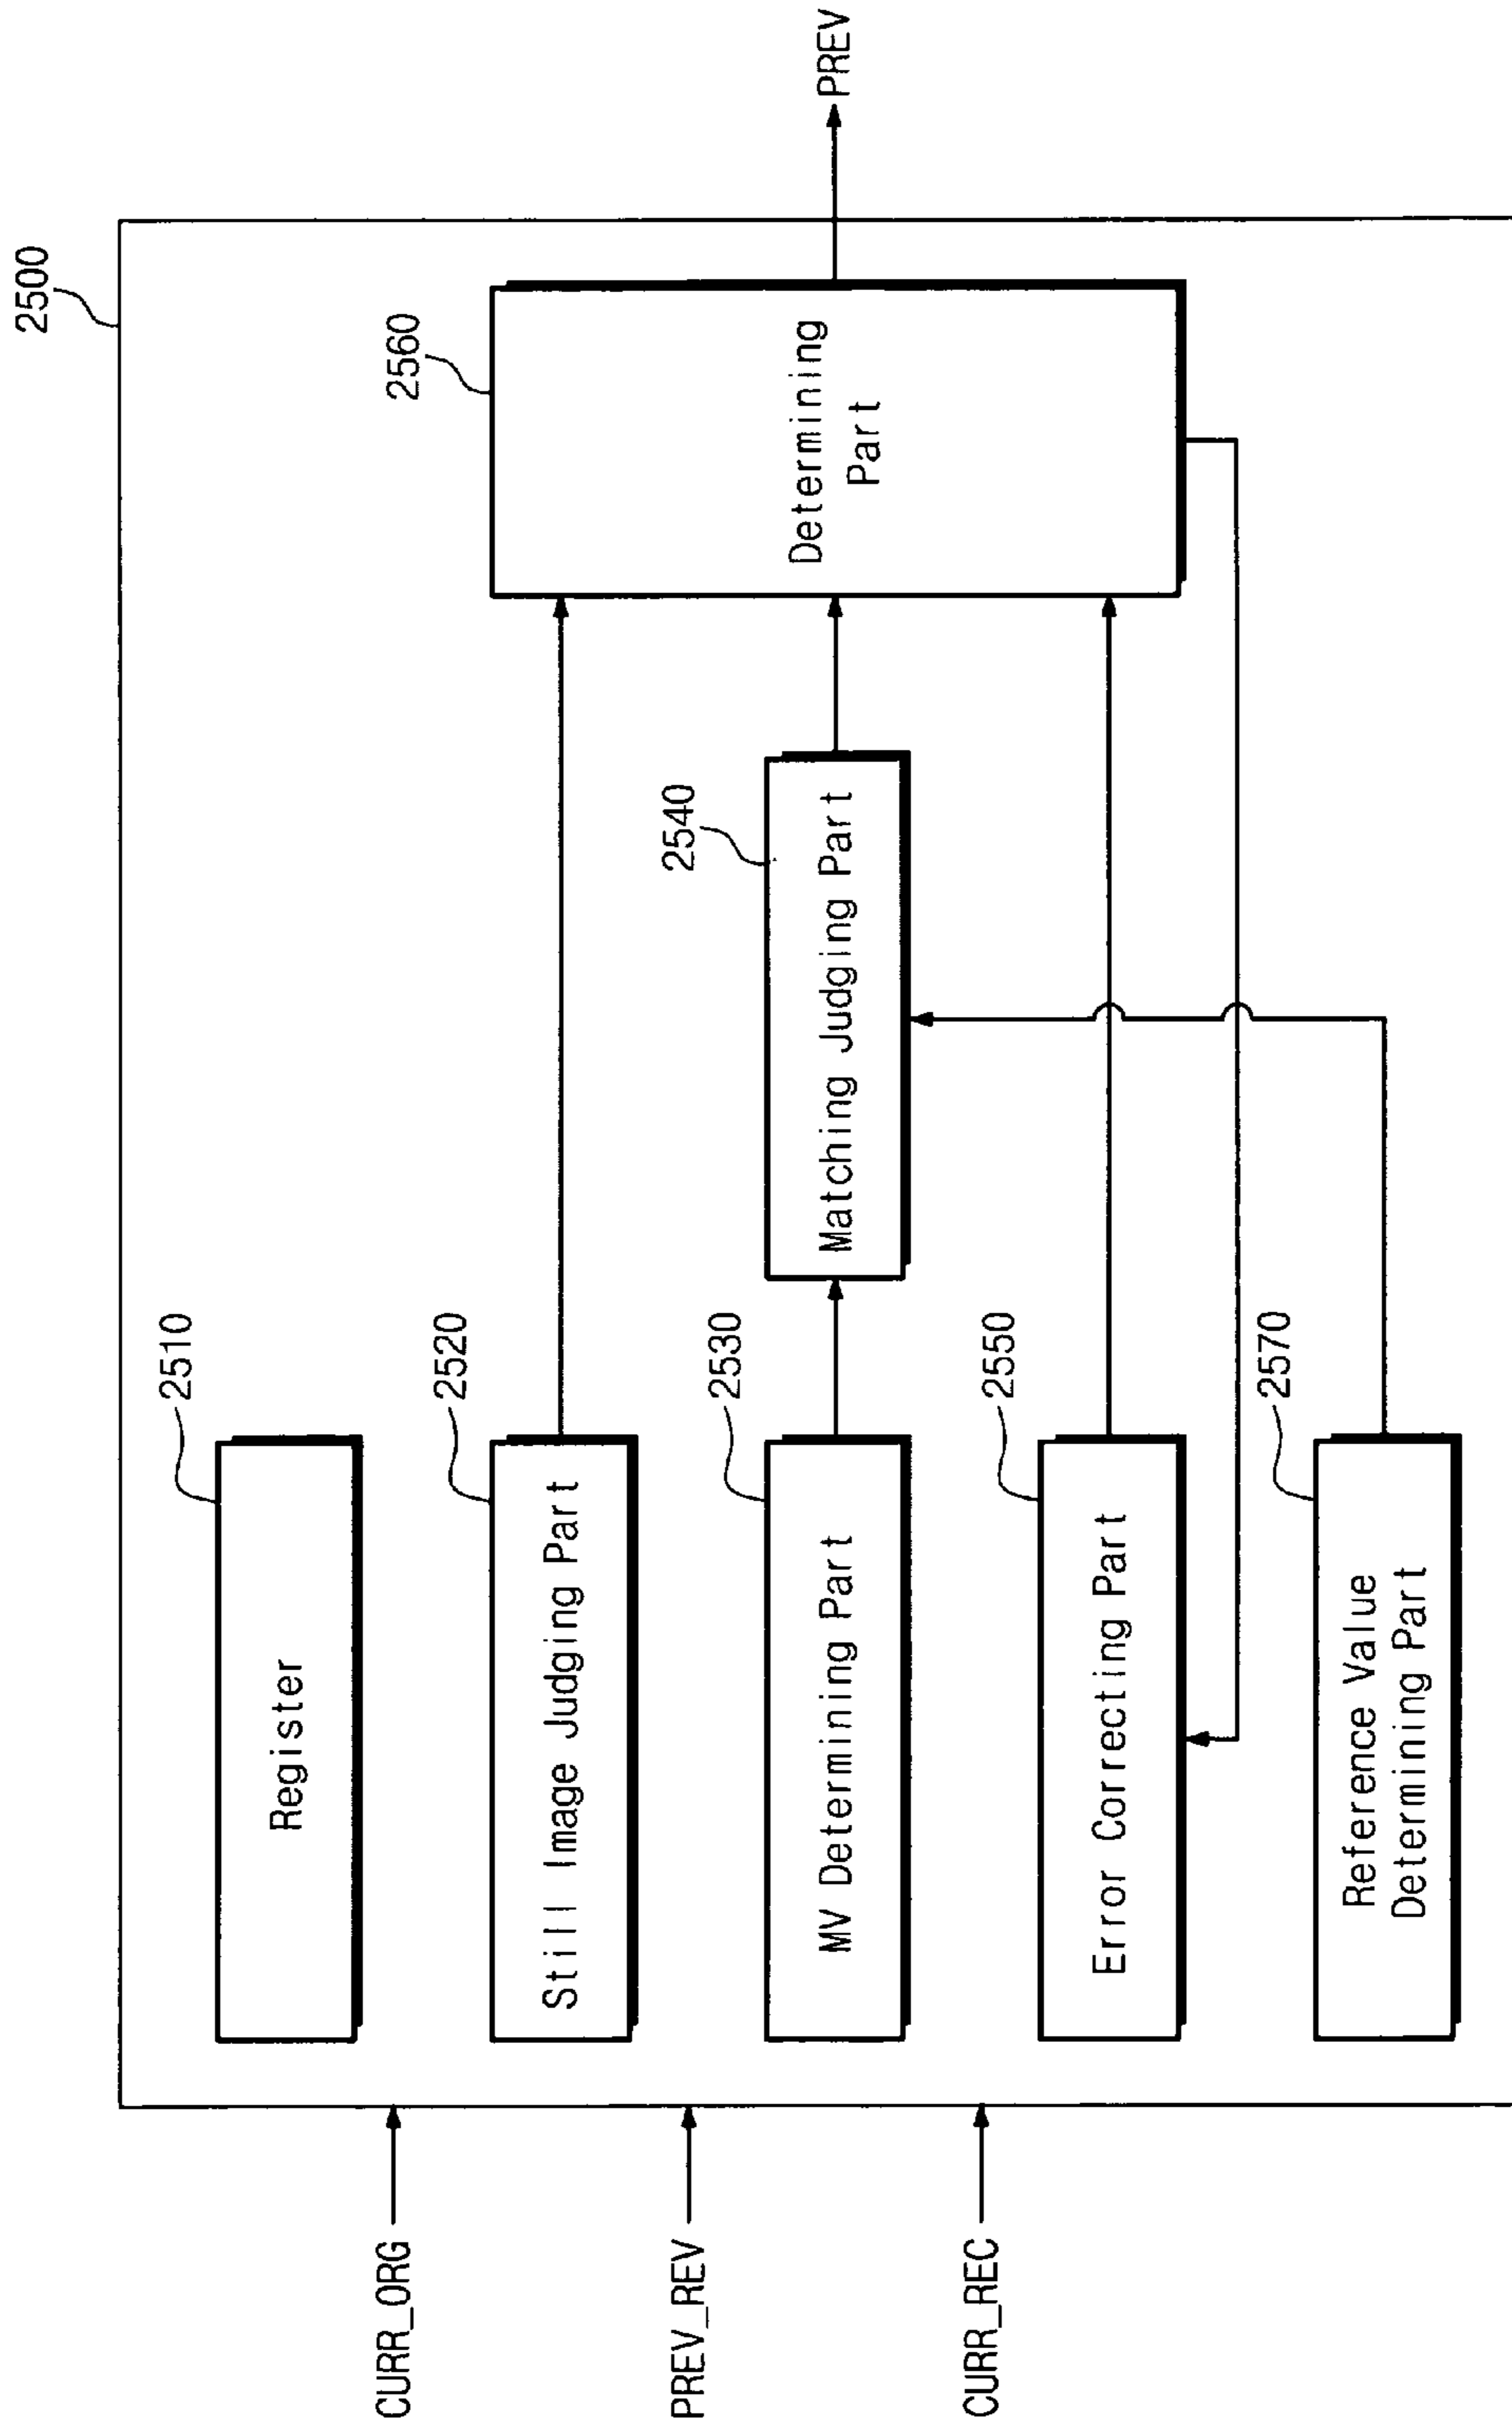 2500
2510
Register
2520
Still Image Judging Part
2530
MV Determining Part
2540
Matching Judging Part
2550
Error Correcting Part
2560
Determining
Part
2570
Reference Value
Determining Part
CURR_ORG
PREV_REV
CURR_REC
PREV